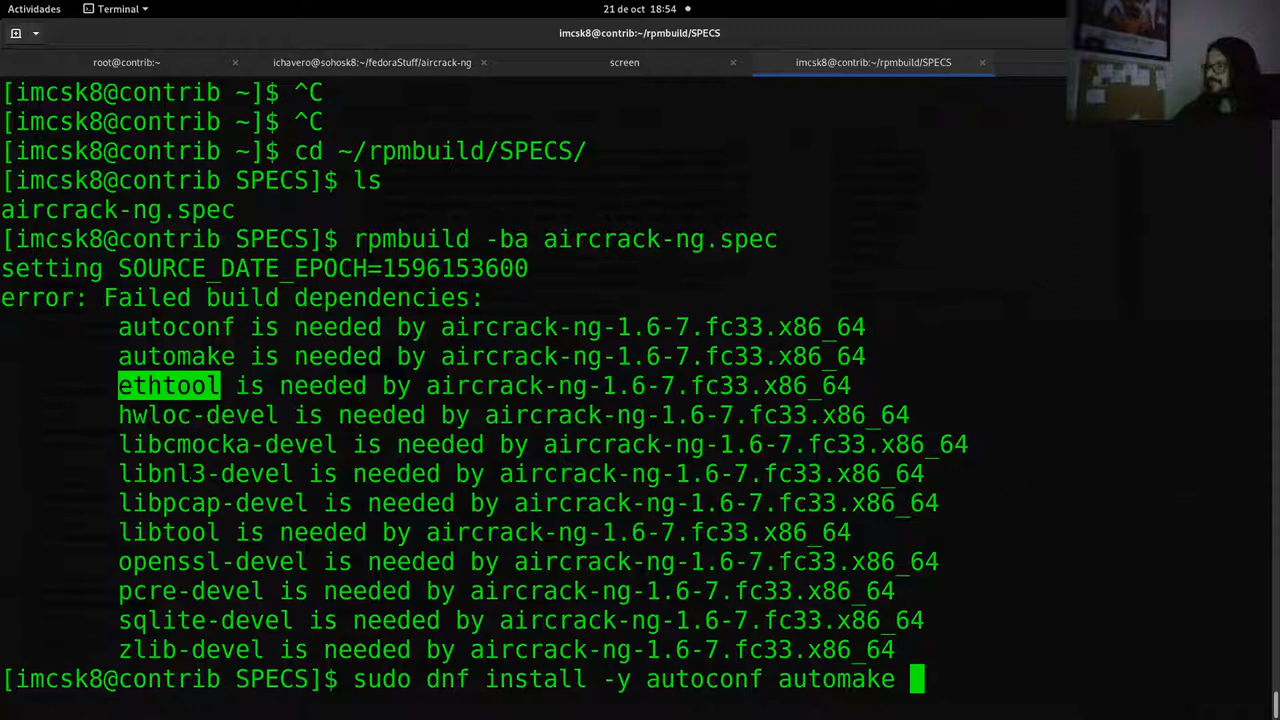 Actividades
Terminal
21 de oct 18:54
imcsk8@contrib:~/rpmbuild/SPECS
root@contrib:~ ×
ichavero@sohosk8:~/fedoraStuff/aircrack-ng ×
screen ×
imcsk8@contrib:~/rpmbuild/SPECS ×
[imcsk8@contrib ~]$ ^C
[imcsk8@contrib ~]$ ^C
[imcsk8@contrib ~]$ cd ~/rpmbuild/SPECS/
[imcsk8@contrib SPECS]$ ls
aircrack-ng.spec
[imcsk8@contrib SPECS]$ rpmbuild -ba aircrack-ng.spec
setting SOURCE_DATE_EPOCH=1596153600
error: Failed build dependencies:
autoconf is needed by aircrack-ng-1.6-7.fc33.x86_64
automake is needed by aircrack-ng-1.6-7.fc33.x86_64
ethtool is needed by aircrack-ng-1.6-7.fc33.x86_64
hwloc-devel is needed by aircrack-ng-1.6-7.fc33.x86_64
libcmocka-devel is needed by aircrack-ng-1.6-7.fc33.x86_64
libnl3-devel is needed by aircrack-ng-1.6-7.fc33.x86_64
libpcap-devel is needed by aircrack-ng-1.6-7.fc33.x86_64
libtool is needed by aircrack-ng-1.6-7.fc33.x86_64
openssl-devel is needed by aircrack-ng-1.6-7.fc33.x86_64
pcre-devel is needed by aircrack-ng-1.6-7.fc33.x86_64
sqlite-devel is needed by aircrack-ng-1.6-7.fc33.x86_64
zlib-devel is needed by aircrack-ng-1.6-7.fc33.x86_64
[imcsk8@contrib SPECS]$ sudo dnf install -y autoconf automake